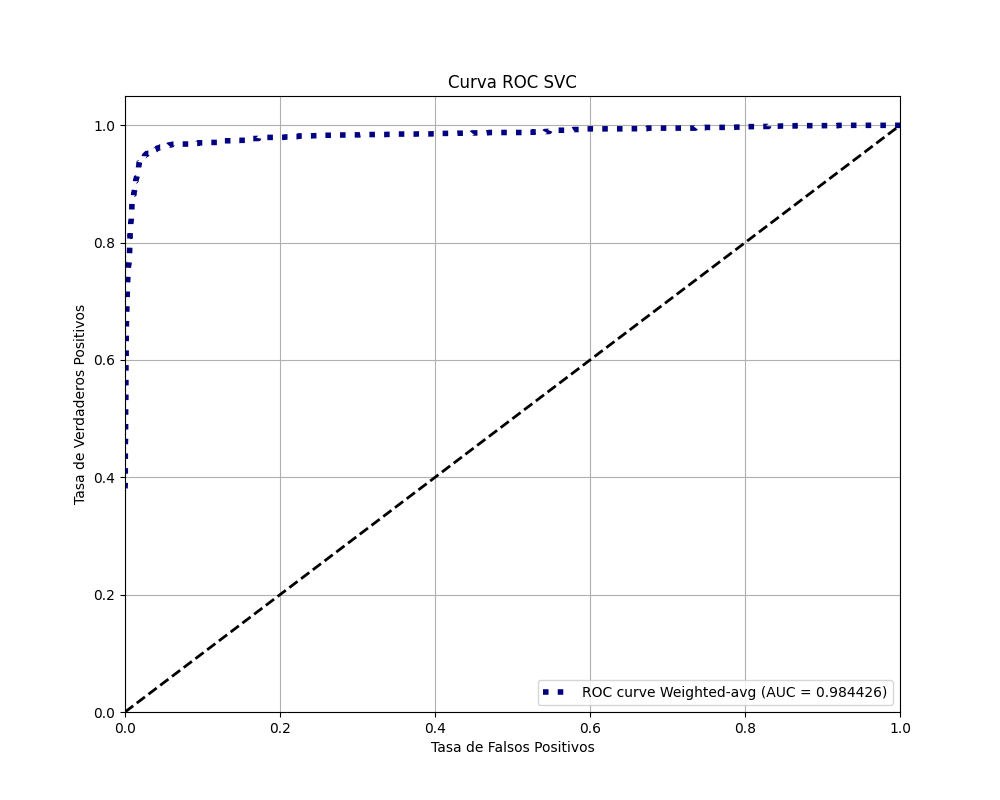 Curva ROC SVC
1.0
0.8
0.6
0.4
0.2
0.0
Tasa de Verdaderos Positivos
ROC curve Weighted-avg (AUC = 0.984426)
0.0 0.2 0.4 0.6 0.8 1.0
Tasa de Falsos Positivos